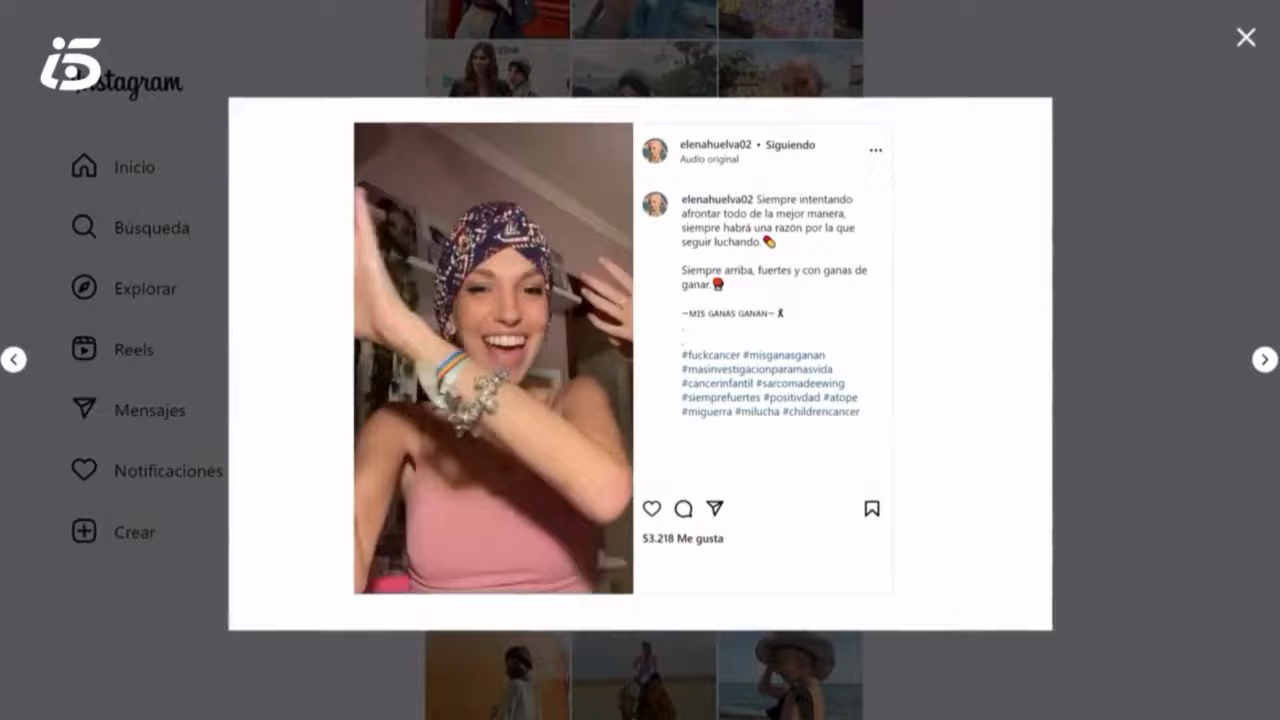 5
Instagram
Inicio
Búsqueda
Explorar
Reels
Mensajes
Notificaciones
Crear
elenahuelva02 • Siguiendo
Audio original
elenahuelva02 Siempre intentando
afrontar todo de la mejor manera,
siempre habrá una razón por la que
seguir luchando.
Siempre arriba, fuertes y con ganas de
ganar.
~MIS GANAS GANAN~
.
.
#fuckcancer #misganasganan
#masinvestigacionparamasvida
#cancerinfantil #sarcomadeewing
#siemprefuertes #positivdad #atope
#miguerra #milucha #childrencancer
53.218 Me gusta